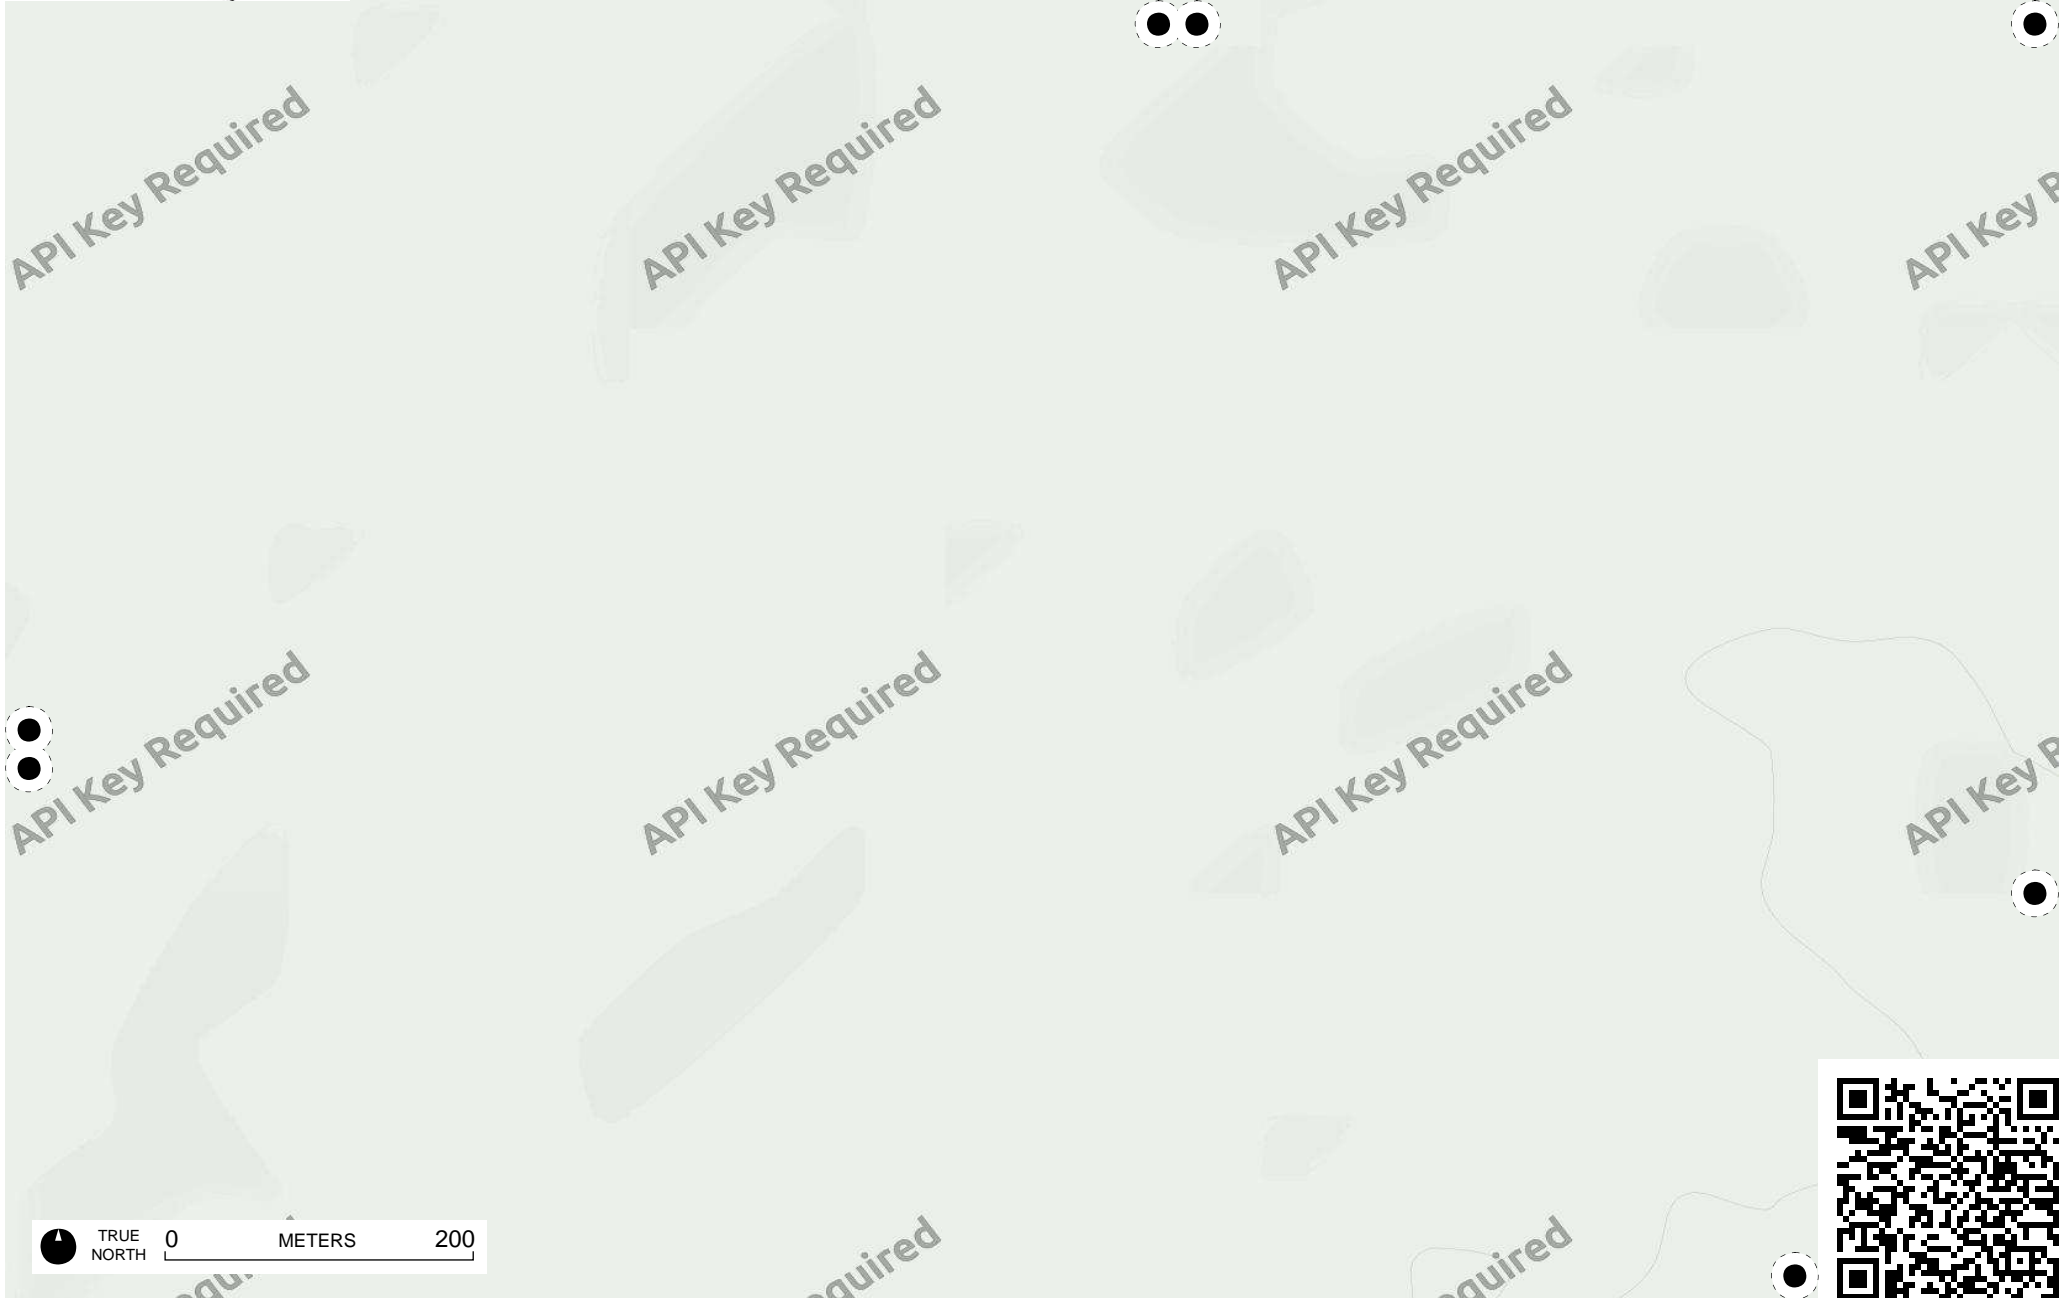 API Key Required API Key Required API Key Required API Key R
API Key Required API Key Required API Key Required API Key R
TRUE NORTH 0 METERS 200
quired quired quired